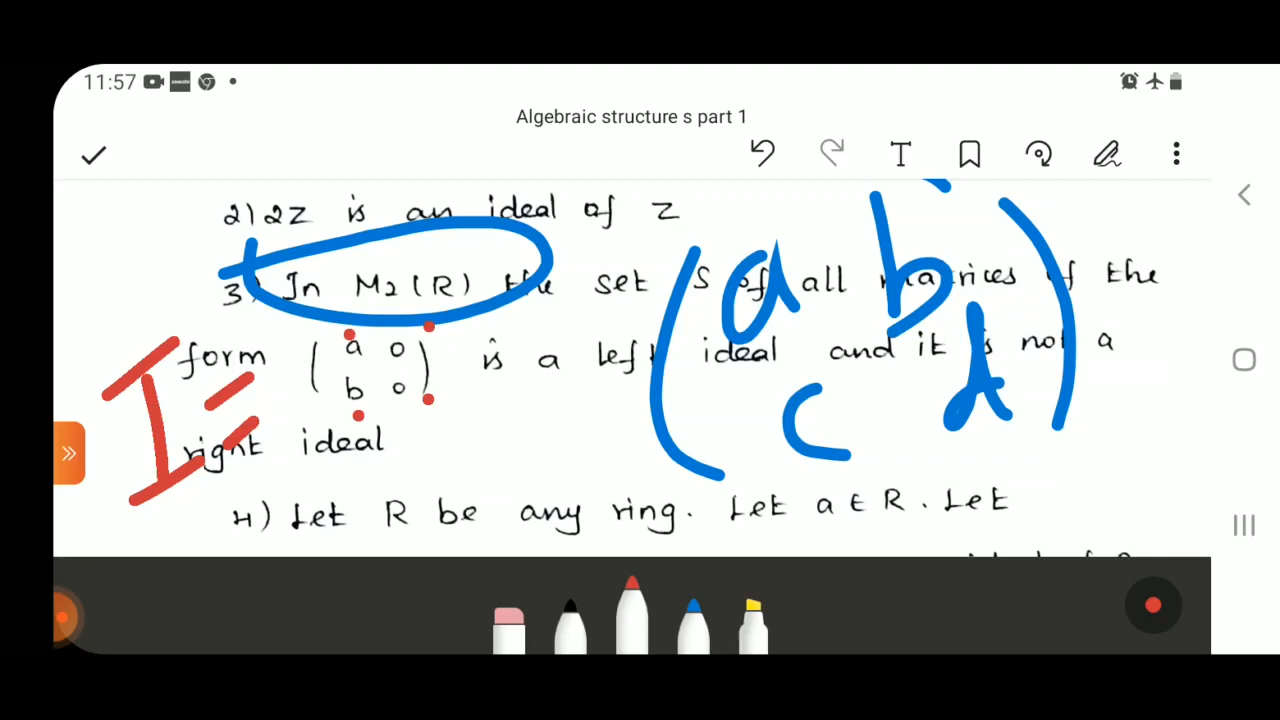 11:57
Algebraic structure s part 1
T
2) 2Z is an ideal of Z
3) In M2(R) the set S of all matrices of the
form ( a 0 ) is a left ideal and it is not a
b 0
right ideal
4) Let R be any ring. Let a ∈ R. Let
I =
( a b )
c d